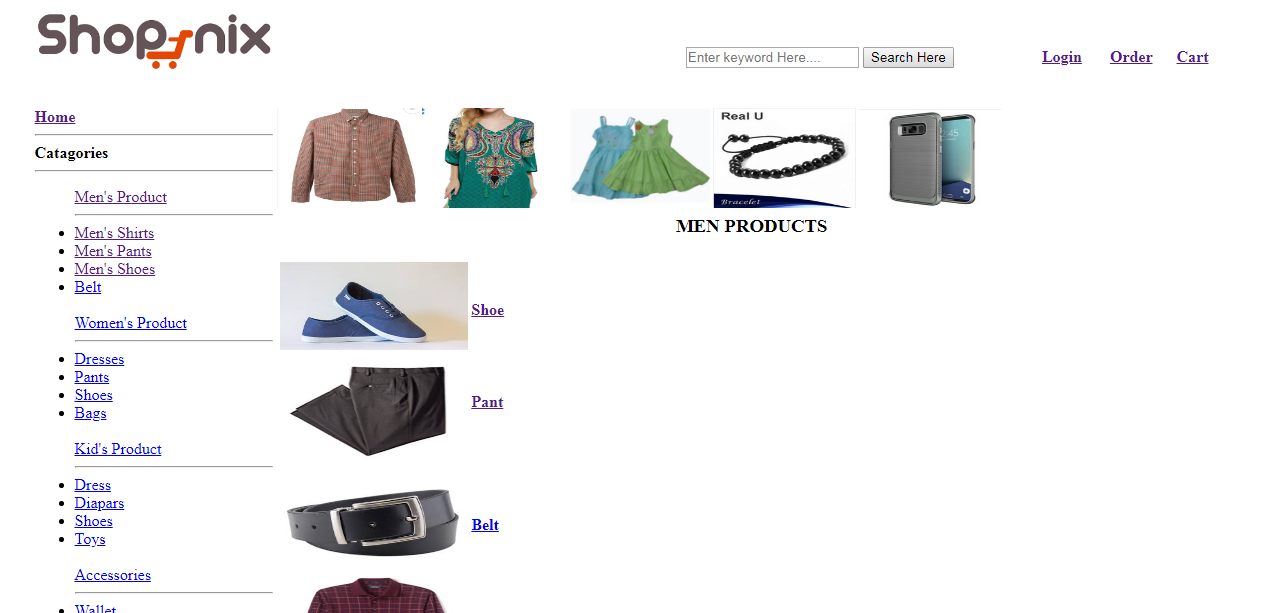 Shopnix
Enter keyword Here....
Search Here
Login
Order
Cart
Home
Catagories
Men's Product
Men's Shirts
Men's Pants
Men's Shoes
Belt
Women's Product
Dresses
Pants
Shoes
Bags
Kid's Product
Dress
Diapars
Shoes
Toys
Accessories
Wallet
Real U
Bracelet
MEN PRODUCTS
Shoe
Pant
Belt